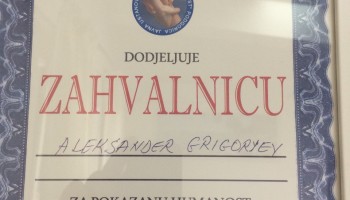 DODJELJUJE
ZAHVALNICU
ALEKSANDER GRIGORYEV
ZA POKAZANU HUMANOST